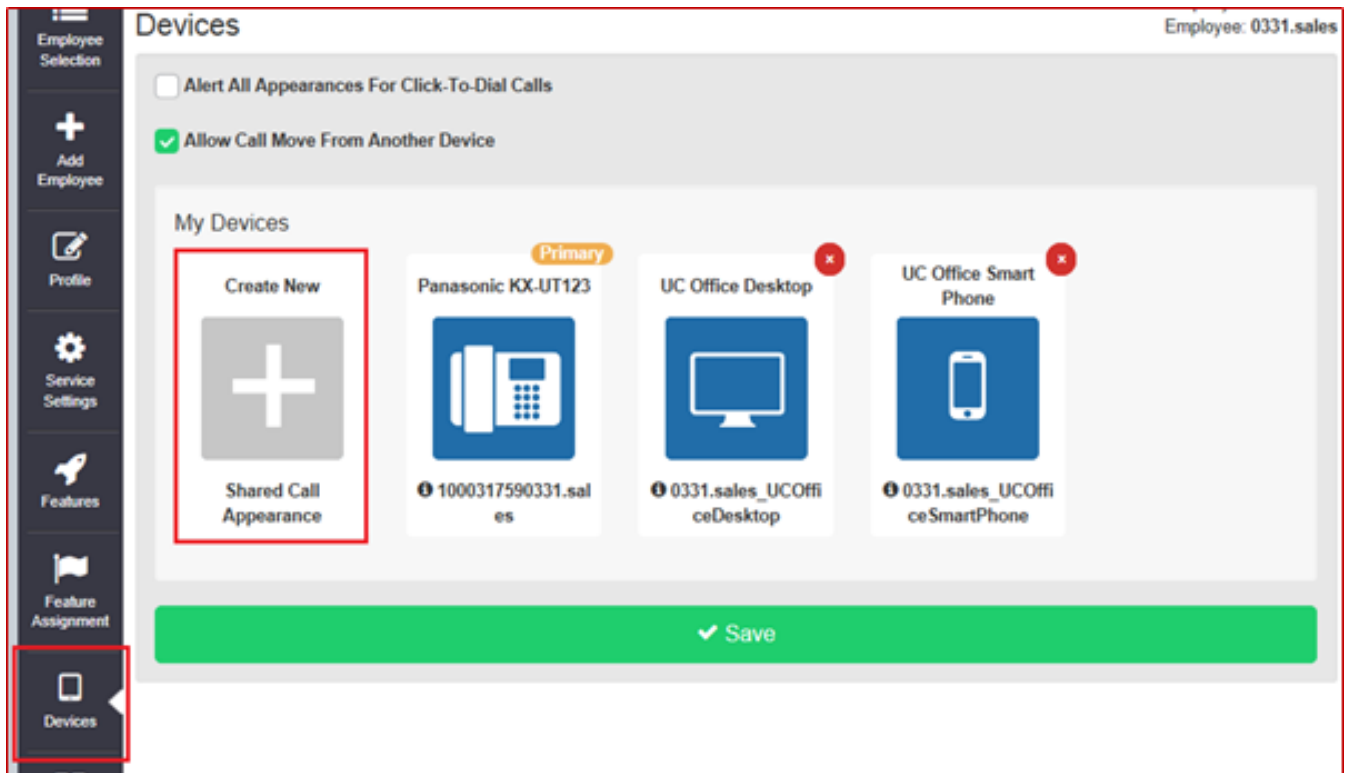 Devices
Employee: 0331.sales
Employee
Selection
Add
Employee
Profile
Service
Settings
Features
Feature
Assignment
Devices
Alert All Appearances For Click-To-Dial Calls
Allow Call Move From Another Device
My Devices
Create New
Shared Call
Appearance
Primary
Panasonic KX-UT123
1000317590331.sal
es
UC Office Desktop
0331.sales_UCOffi
ceDesktop
UC Office Smart
Phone
0331.sales_UCOffi
ceSmartPhone
Save